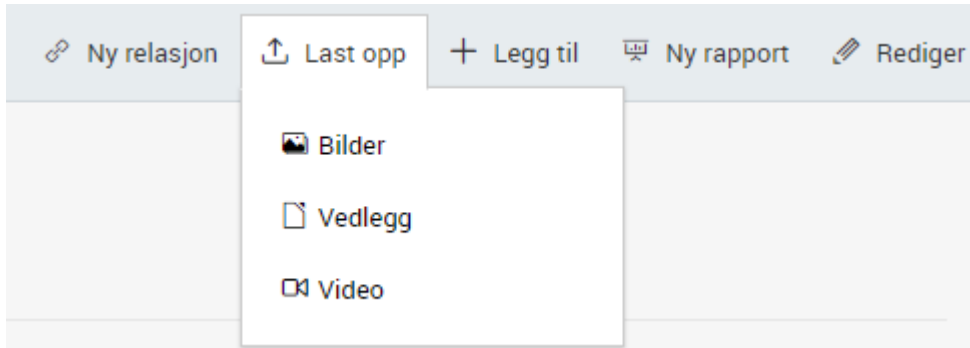 Ny relasjon Last opp Legg til Ny rapport Rediger
Bilder
Vedlegg
Video